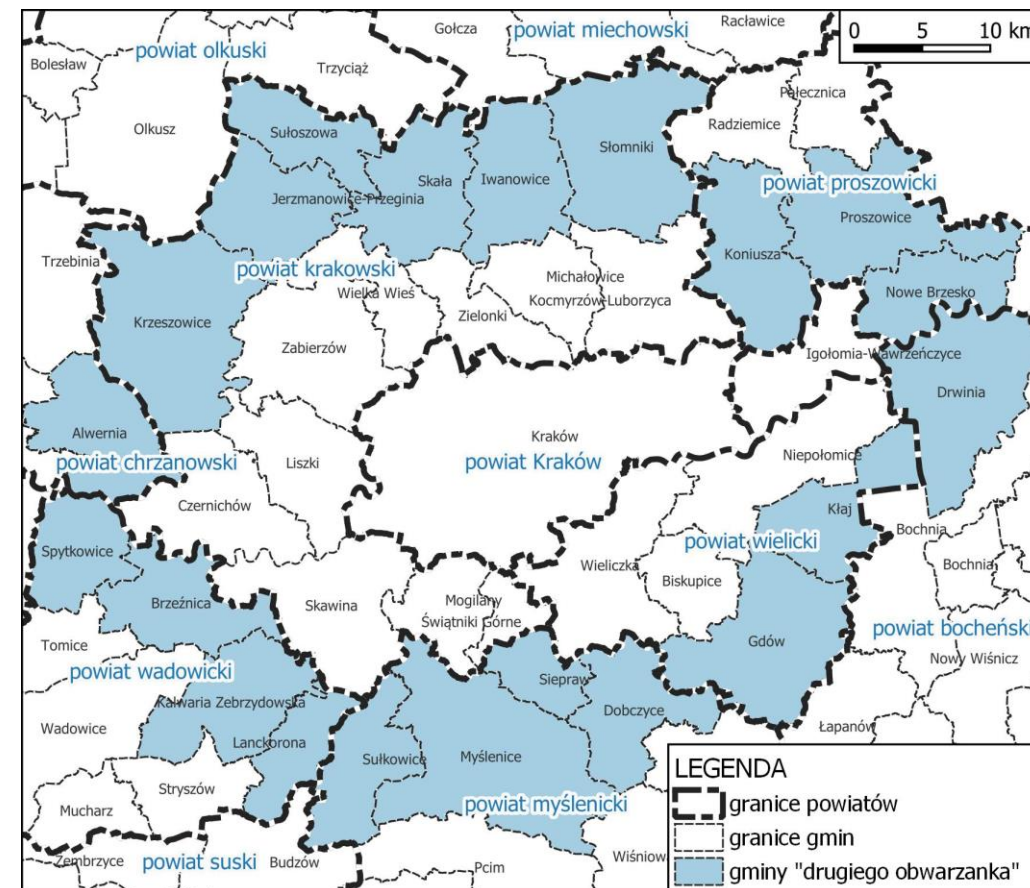 Racławice
Gołcza
powiat miechowski
0 5 10 km
powiat olkuski
Bolesław
Trzyciąż
Pałecznica
Olkusz
Radziemice
Sułoszowa
Słomniki
Skała
Iwanowice
powiat proszowicki
Jerzmanowice-Przeginia
Proszowice
Koniusza
Trzebinia
powiat krakowski
Michałowice
Wielka Wieś
Kocmyrzów-Luborzyca
Nowe Brzesko
Zielonki
Krzeszowice
Zabierzów
Igołomia-Wawrzeńczyce
Drwinia
Alwernia
Kraków
powiat Kraków
powiat chrzanowski
Liszki
Niepołomice
Czernichów
Kłaj
Bochnia
Spytkowice
powiat wielicki
Wieliczka
Bochnia
Biskupice
Brzeźnica
Skawina
Mogilany
Świątniki Górne
powiat bocheński
Tomice
Gdów
Nowy Wiśnicz
powiat wadowicki
Siepraw
Kalwaria Zebrzydowska
Dobczyce
Wadowice
Łapanów
Lanckorona
Sułkowice
Myślenice
Stryszów
Mucharz
powiat myślenicki
Zembrzyce
powiat suski
Budzów
Pcim
Wiśniow
LEGENDA
granice powiatów
granice gmin
gminy "drugiego obwarzanka"